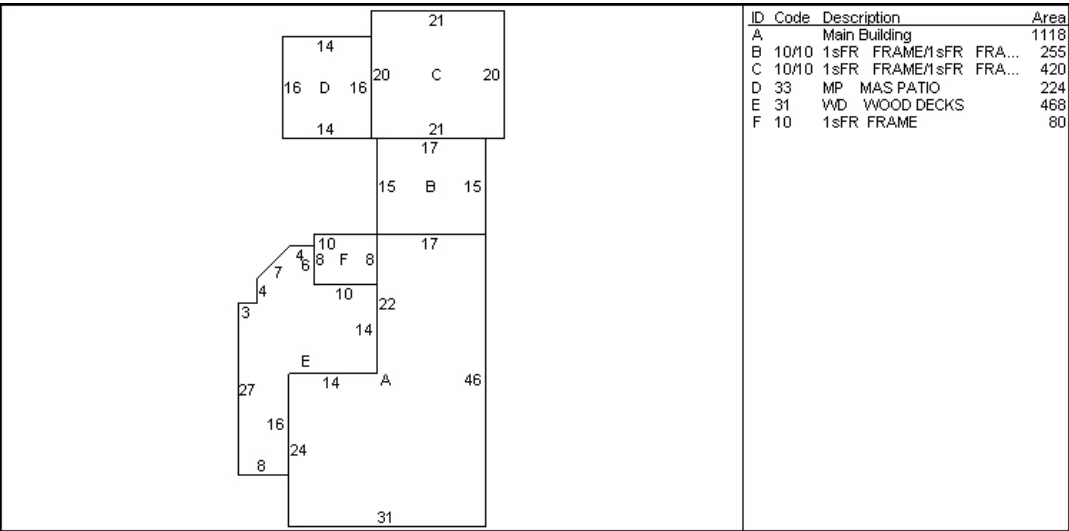 21
14
20 C 20
16 D 16
14
21
17
15 B 15
10
17
4
6
8 F 8
7
4
10
3
22
14
E
14
A
46
27
16
24
8
31
ID Code Description Area
A Main Building 1118
B 10/10 1sFR FRAME/1sFR FRA... 255
C 10/10 1sFR FRAME/1sFR FRA... 420
D 33 MP MAS PATIO 224
E 31 WD WOOD DECKS 468
F 10 1sFR FRAME 80